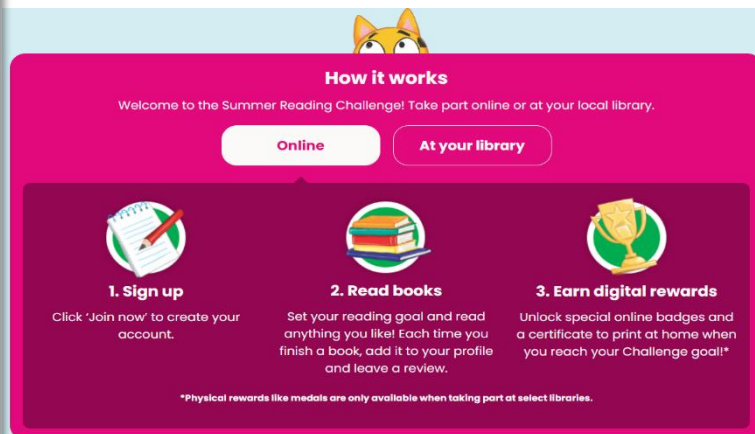 How it works
Welcome to the Summer Reading Challenge! Take part online or at your local library.
Online
At your library
1. Sign up
Click ‘Join now’ to create your
account.
2. Read books
Set your reading goal and read
anything you like! Each time you
finish a book, add it to your profile
and leave a review.
3. Earn digital rewards
Unlock special online badges and
a certificate to print at home when
you reach your Challenge goal!*
*Physical rewards like medals are only available when taking part at select libraries.